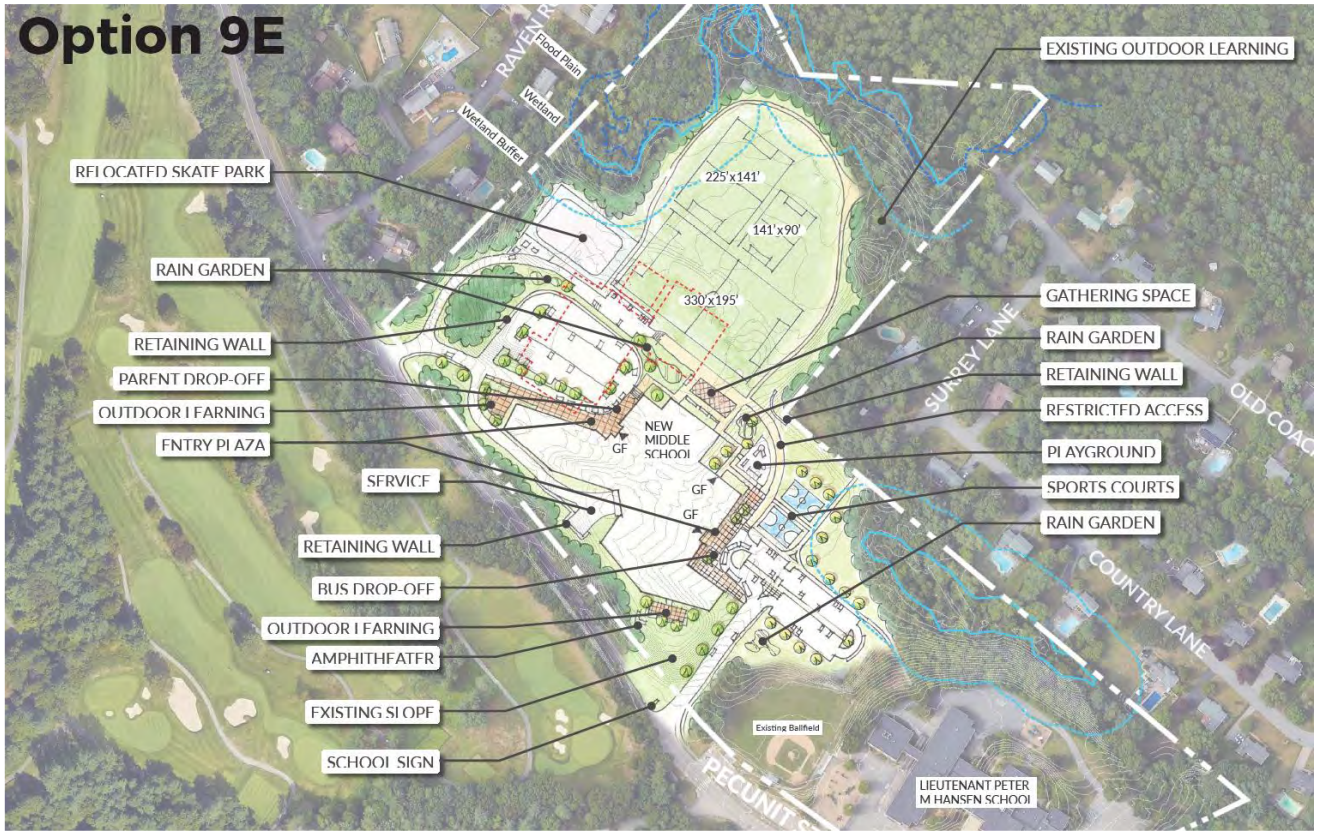 Option 9E
RAVEN R
Flood Plain
Wetland
Wetland Buffer
EXISTING OUTDOOR LEARNING
RELOCATED SKATE PARK
225'x141'
141'x90'
330'x195'
RAIN GARDEN
RETAINING WALL
PARENT DROP-OFF
OUTDOOR LEARNING
ENTRY PLAZA
SERVICE
RETAINING WALL
BUS DROP-OFF
OUTDOOR LEARNING
AMPHITHEATER
EXISTING SLOPE
SCHOOL SIGN
NEW
MIDDLE
SCHOOL
GF
GF
GF
GATHERING SPACE
RAIN GARDEN
RETAINING WALL
RESTRICTED ACCESS
PLAYGROUND
SPORTS COURTS
RAIN GARDEN
SURREY LANE
OLD COAC
COUNTRY LANE
Existing Ballfield
PECUNIT S
LIEUTENANT PETER
M HANSEN SCHOOL